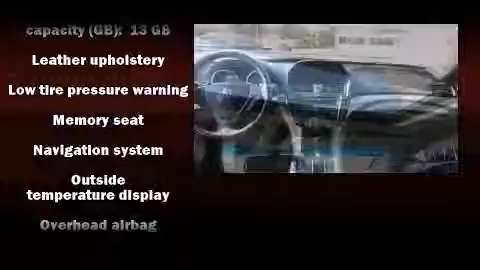 capacity (GB): 13 GB
Leather upholstery
Low tire pressure warning
Memory seat
Navigation system
Outside
temperature display
Overhead airbag